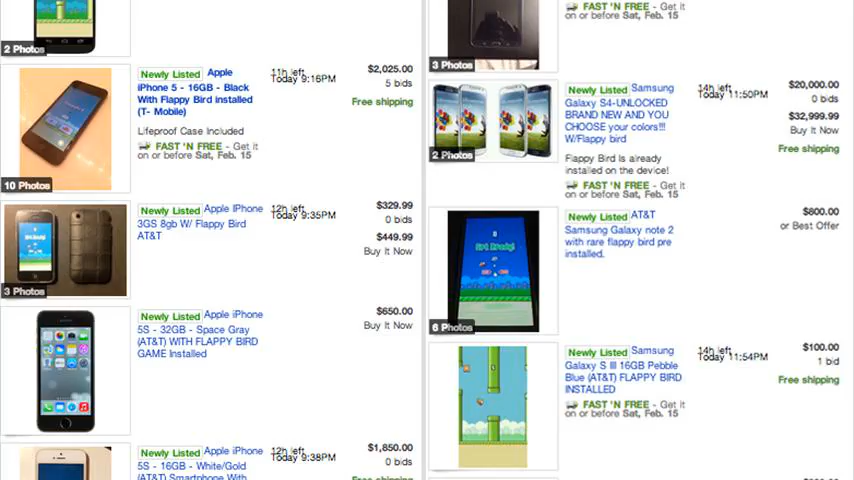 2 Photos
Newly Listed Apple
iPhone 5 - 16GB - Black
With Flappy Bird installed
(T- Mobile)
Lifeproof Case Included
FAST 'N FREE - Get it
on or before Sat, Feb. 15
11h left
Today 9:16PM
$2,025.00
5 bids
Free shipping
10 Photos
Newly Listed Apple iPhone
3GS 8gb W/ Flappy Bird
AT&T
12h left
Today 9:35PM
$329.99
0 bids
$449.99
Buy It Now
3 Photos
Newly Listed Apple iPhone
5S - 32GB - Space Gray
(AT&T) WITH FLAPPY BIRD
GAME Installed
$650.00
Buy It Now
Newly Listed Apple iPhone
5S - 16GB - White/Gold
(AT&T) Smartphone With
12h left
Today 9:38PM
$1,850.00
0 bids
Free shipping
FAST 'N FREE - Get it
on or before Sat, Feb. 15
3 Photos
Newly Listed Samsung
Galaxy S4-UNLOCKED
BRAND NEW AND YOU
CHOOSE your colors!!!
W/Flappy bird
Flappy Bird Is already
installed on the device!
FAST 'N FREE - Get it
on or before Sat, Feb. 15
14h left
Today 11:50PM
$20,000.00
0 bids
$32,999.99
Buy It Now
Free shipping
2 Photos
Newly Listed AT&T
Samsung Galaxy note 2
with rare flappy bird pre
installed.
$800.00
or Best Offer
Get Ready!
6 Photos
Newly Listed Samsung
Galaxy S III 16GB Pebble
Blue (AT&T) FLAPPY BIRD
INSTALLED
FAST 'N FREE - Get it
on or before Sat, Feb. 15
14h left
Today 11:54PM
$100.00
1 bid
Free shipping